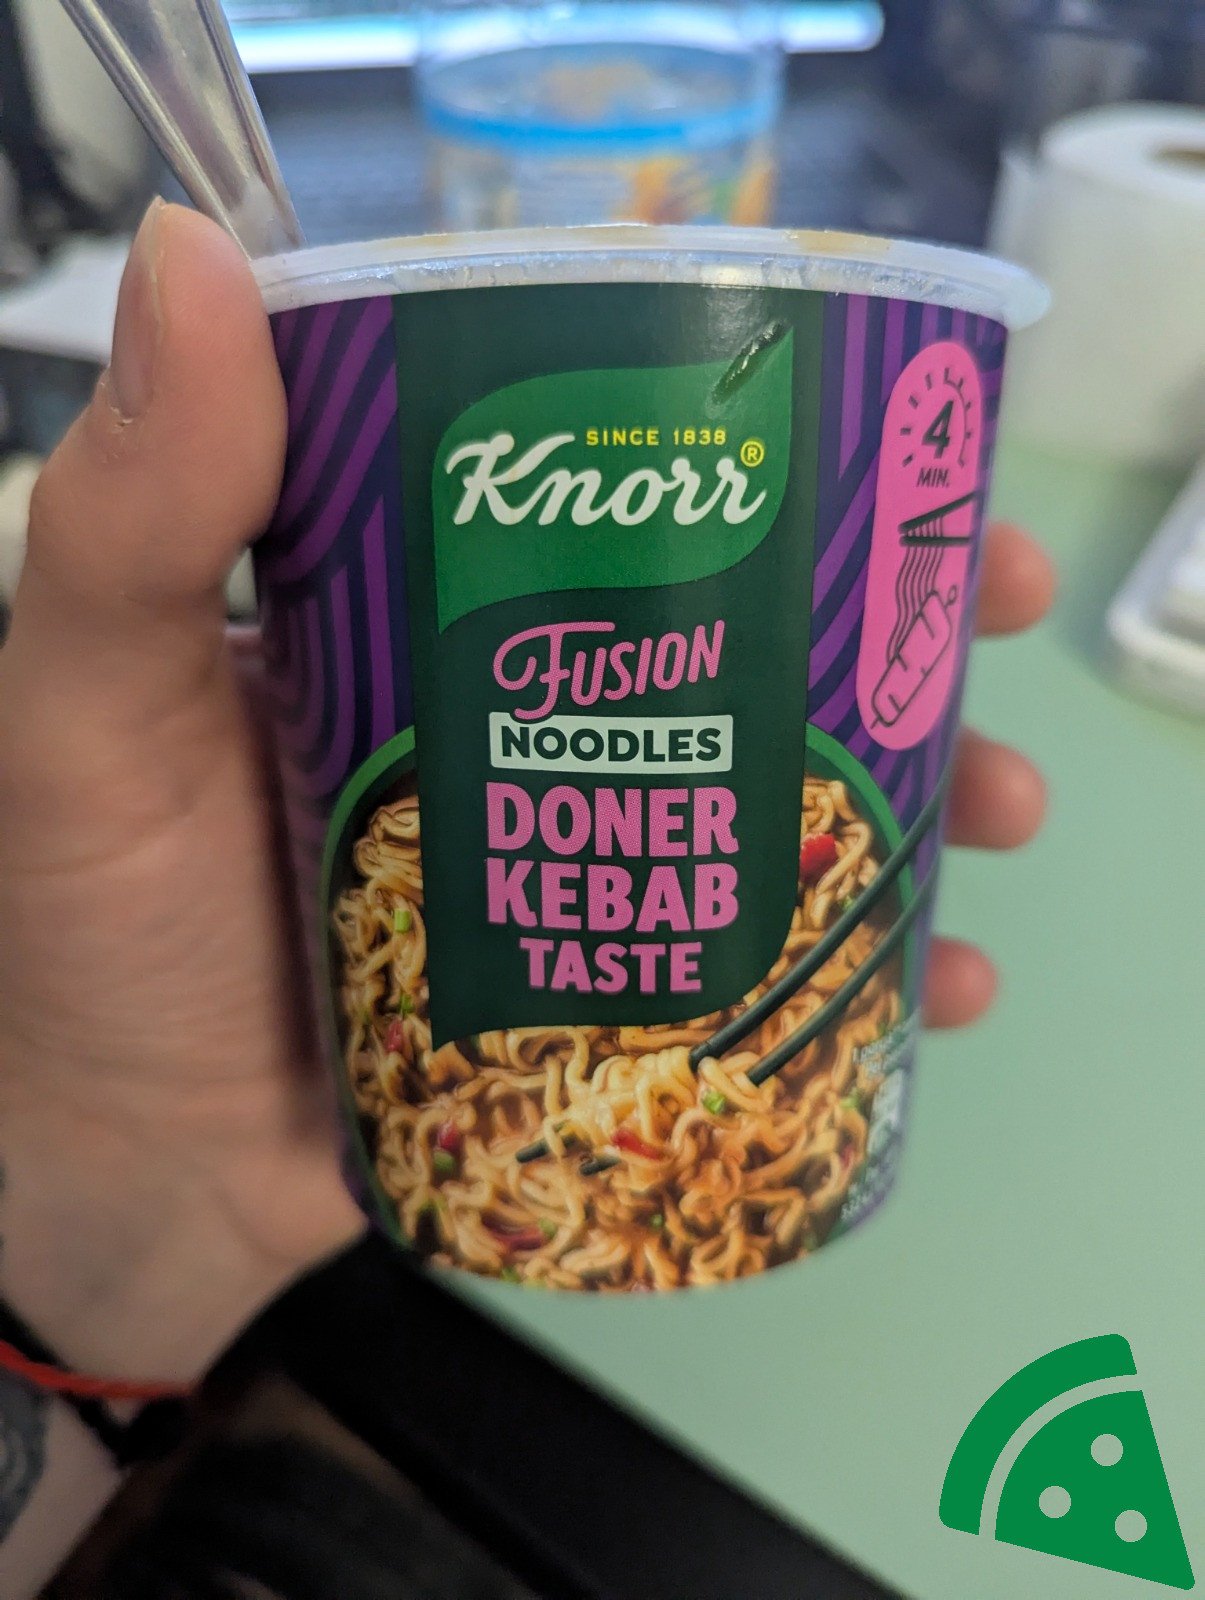 SINCE 1838
Knorr®
FUSION
NOODLES
DONER
KEBAB
TASTE
4
MIN.